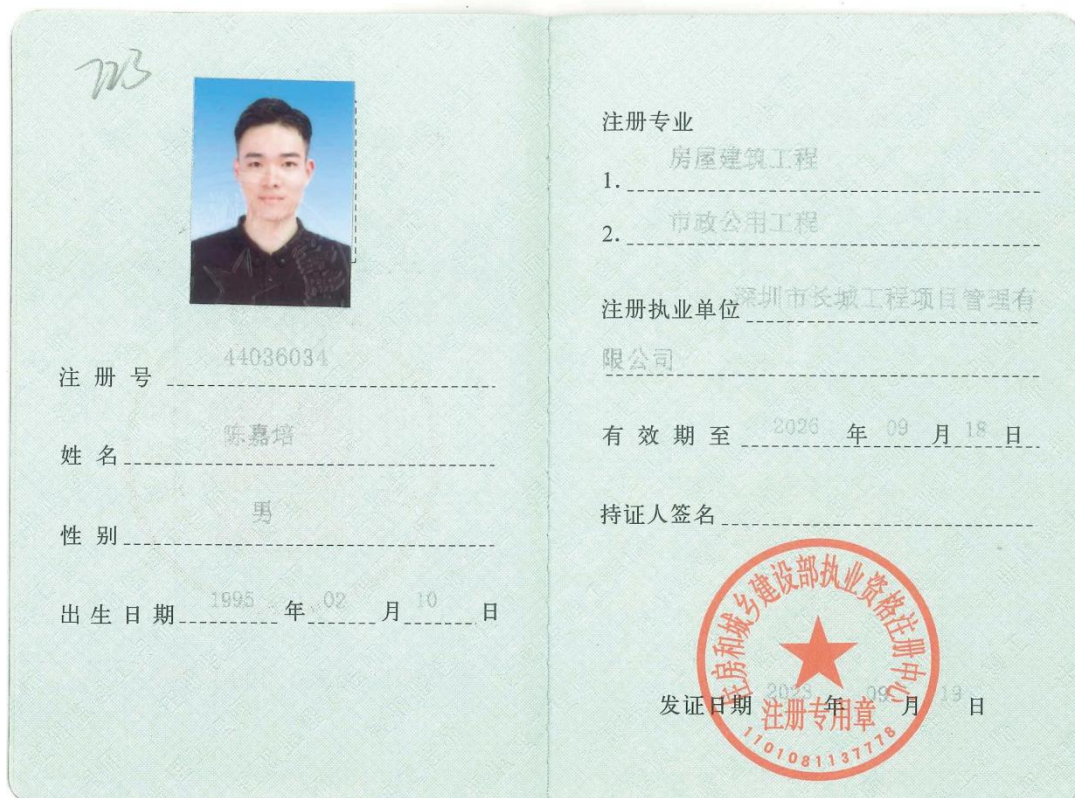 723
注 册 号 44036034
姓 名 陈嘉培
性 别 男
出 生 日 期 1995 年 02 月 10 日
注册专业
1. 房屋建筑工程
2. 市政公用工程
注册执业单位 深圳市长城工程项目管理有
限公司
有 效 期 至 2026 年 09 月 18 日
持证人签名
住房和城乡建设部执业资格注册中心
发证日期 2023 年 09 月 19 日
注册专用章
1101081137778